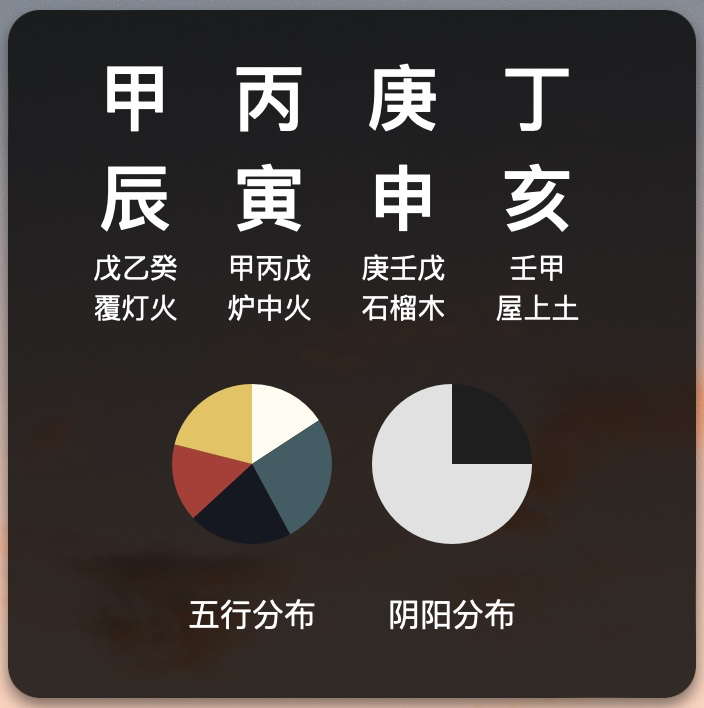 甲 丙 庚 丁
辰 寅 申 亥
戊乙癸 甲丙戊 庚壬戊 壬甲
覆灯火 炉中火 石榴木 屋上土
五行分布 阴阳分布